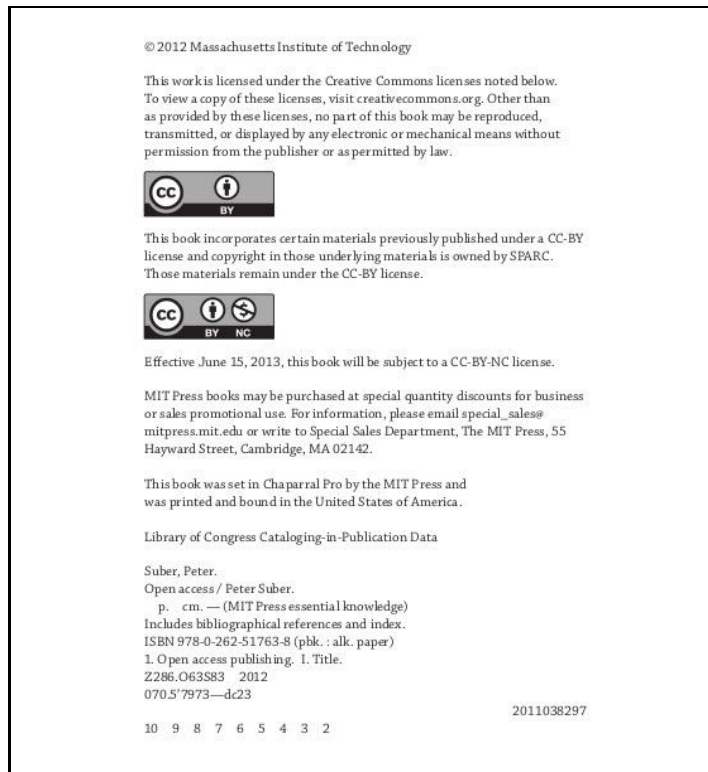 © 2012 Massachusetts Institute of Technology
This work is licensed under the Creative Commons licenses noted below.
To view a copy of these licenses, visit creativecommons.org. Other than
as provided by these licenses, no part of this book may be reproduced,
transmitted, or displayed by any electronic or mechanical means without
permission from the publisher or as permitted by law.
cc
BY
This book incorporates certain materials previously published under a CC-BY
license and copyright in those underlying materials is owned by SPARC.
Those materials remain under the CC-BY license.
cc $
BY NC
Effective June 15, 2013, this book will be subject to a CC-BY-NC license.
MIT Press books may be purchased at special quantity discounts for business
or sales promotional use. For information, please email special_sales@
mitpress.mit.edu or write to Special Sales Department, The MIT Press, 55
Hayward Street, Cambridge, MA 02142.
This book was set in Chaparral Pro by the MIT Press and
was printed and bound in the United States of America.
Library of Congress Cataloging-in-Publication Data
Suber, Peter.
Open access / Peter Suber.
p. cm. — (MIT Press essential knowledge)
Includes bibliographical references and index.
ISBN 978-0-262-51763-8 (pbk. : alk. paper)
1. Open access publishing. I. Title.
Z286.O63S83 2012
070.5'7973—dc23
2011038297
10 9 8 7 6 5 4 3 2